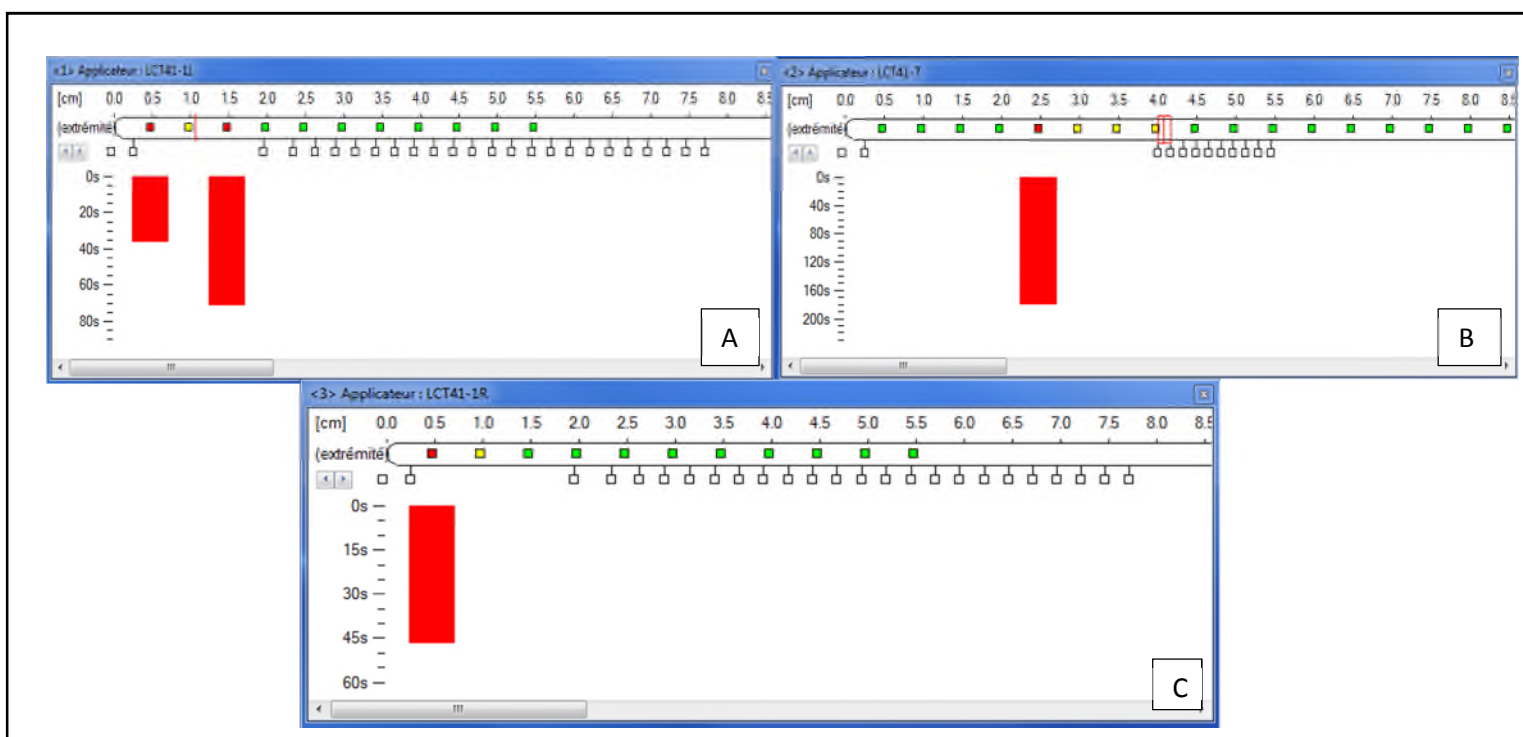 <1> Applicateur : LCT41-1L
[cm] 0.0 0.5 1.0 1.5 2.0 2.5 3.0 3.5 4.0 4.5 5.0 5.5 6.0 6.5 7.0 7.5 8.0 8.5
(extrémité)
0s
20s
40s
60s
80s
A
<2> Applicateur : LCT41-T
[cm] 0.0 0.5 1.0 1.5 2.0 2.5 3.0 3.5 4.0 4.5 5.0 5.5 6.0 6.5 7.0 7.5 8.0 8.5
(extrémité)
0s
40s
80s
120s
160s
200s
B
<3> Applicateur : LCT41-1R
[cm] 0.0 0.5 1.0 1.5 2.0 2.5 3.0 3.5 4.0 4.5 5.0 5.5 6.0 6.5 7.0 7.5 8.0 8.5
(extrémité)
0s
15s
30s
45s
60s
C